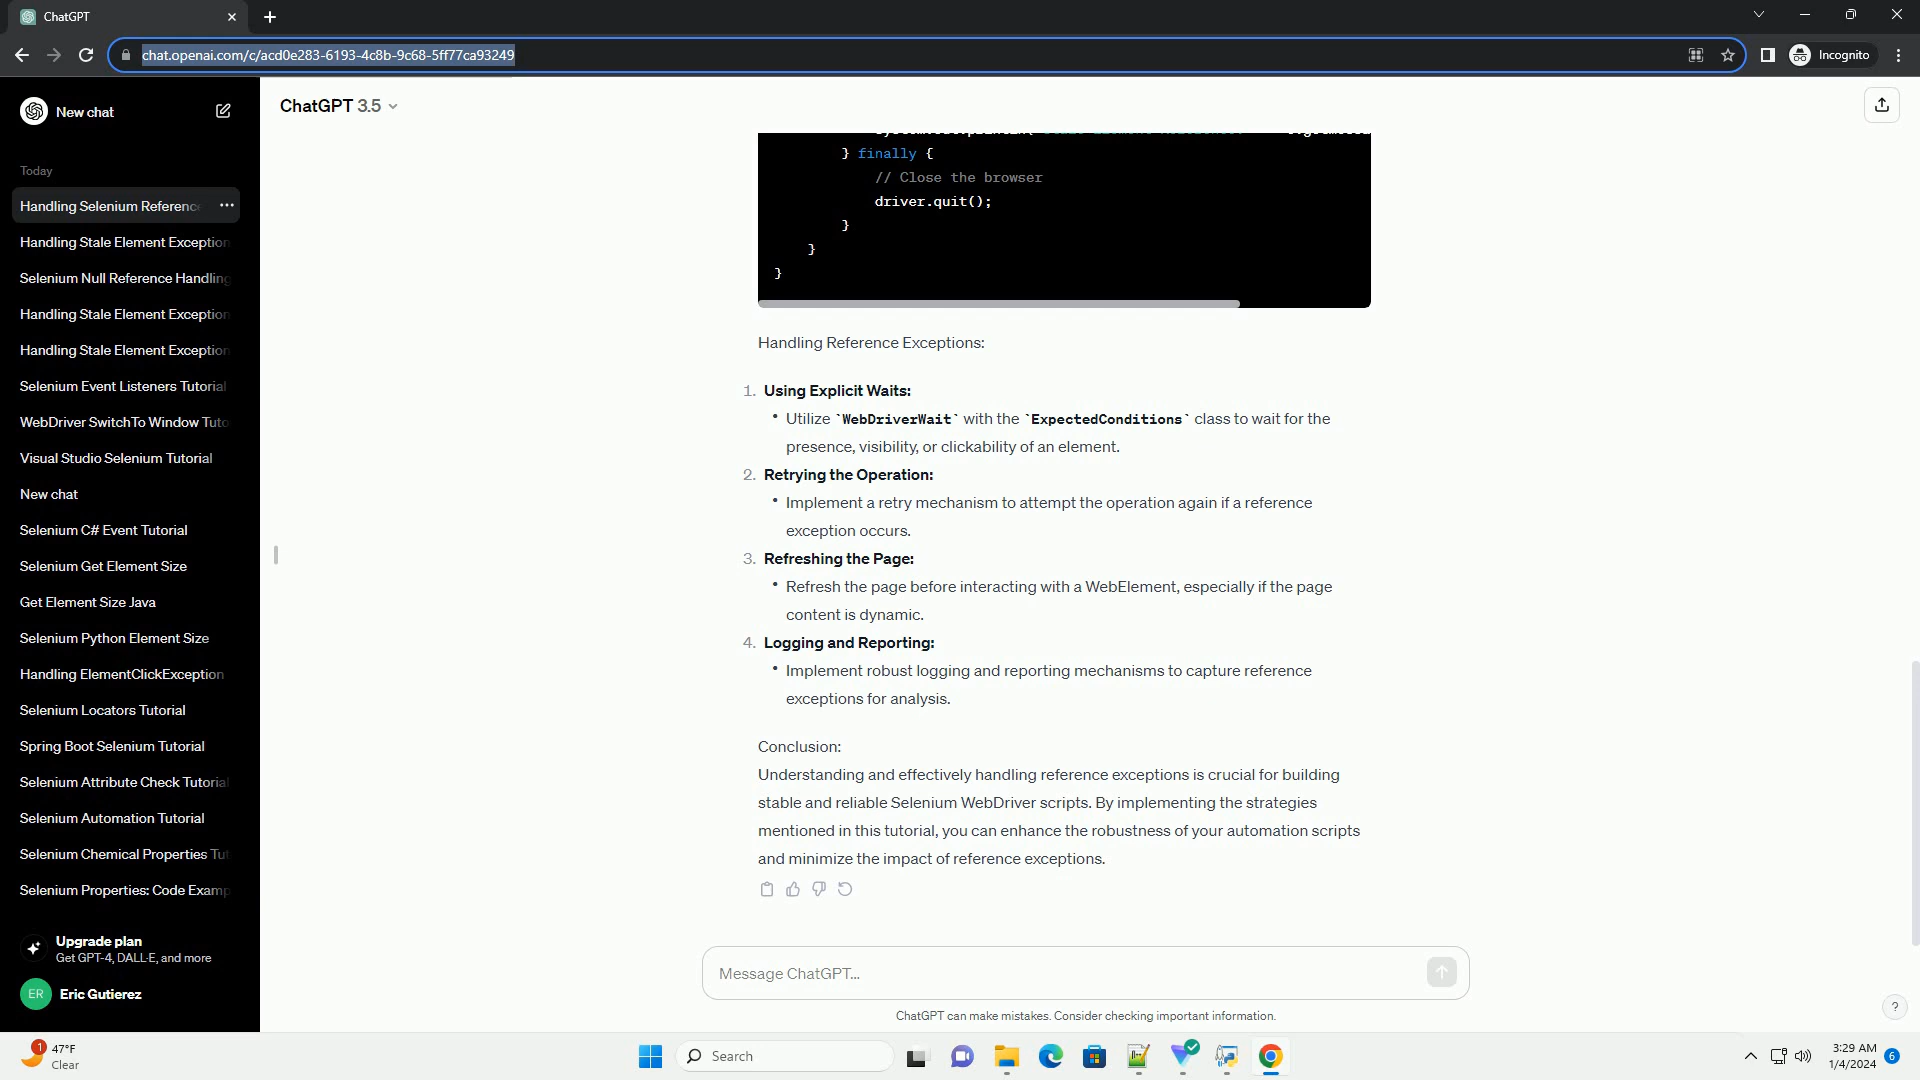 ChatGPT
chat.openai.com/c/acd0e283-6193-4c8b-9c68-5ff77ca93249
Incognito
New chat
ChatGPT 3.5
Today
Handling Selenium Referenc
Handling Stale Element Exception
Selenium Null Reference Handling
Handling Stale Element Exception
Handling Stale Element Exception
Selenium Event Listeners Tutorial
WebDriver SwitchTo Window Tuto
Visual Studio Selenium Tutorial
New chat
Selenium C# Event Tutorial
Selenium Get Element Size
Get Element Size Java
Selenium Python Element Size
Handling ElementClickException
Selenium Locators Tutorial
Spring Boot Selenium Tutorial
Selenium Attribute Check Tutorial
Selenium Automation Tutorial
Selenium Chemical Properties Tut
Selenium Properties: Code Examp
Upgrade plan
Get GPT-4, DALL·E, and more
ER
Eric Gutierez
} finally {
// Close the browser
driver.quit();
}
}
}
Handling Reference Exceptions:
1. Using Explicit Waits:
• Utilize `WebDriverWait` with the `ExpectedConditions` class to wait for the
presence, visibility, or clickability of an element.
2. Retrying the Operation:
• Implement a retry mechanism to attempt the operation again if a reference
exception occurs.
3. Refreshing the Page:
• Refresh the page before interacting with a WebElement, especially if the page
content is dynamic.
4. Logging and Reporting:
• Implement robust logging and reporting mechanisms to capture reference
exceptions for analysis.
Conclusion:
Understanding and effectively handling reference exceptions is crucial for building
stable and reliable Selenium WebDriver scripts. By implementing the strategies
mentioned in this tutorial, you can enhance the robustness of your automation scripts
and minimize the impact of reference exceptions.
Message ChatGPT...
ChatGPT can make mistakes. Consider checking important information.
?
1
47°F
Clear
Search
3:29 AM
1/4/2024
6